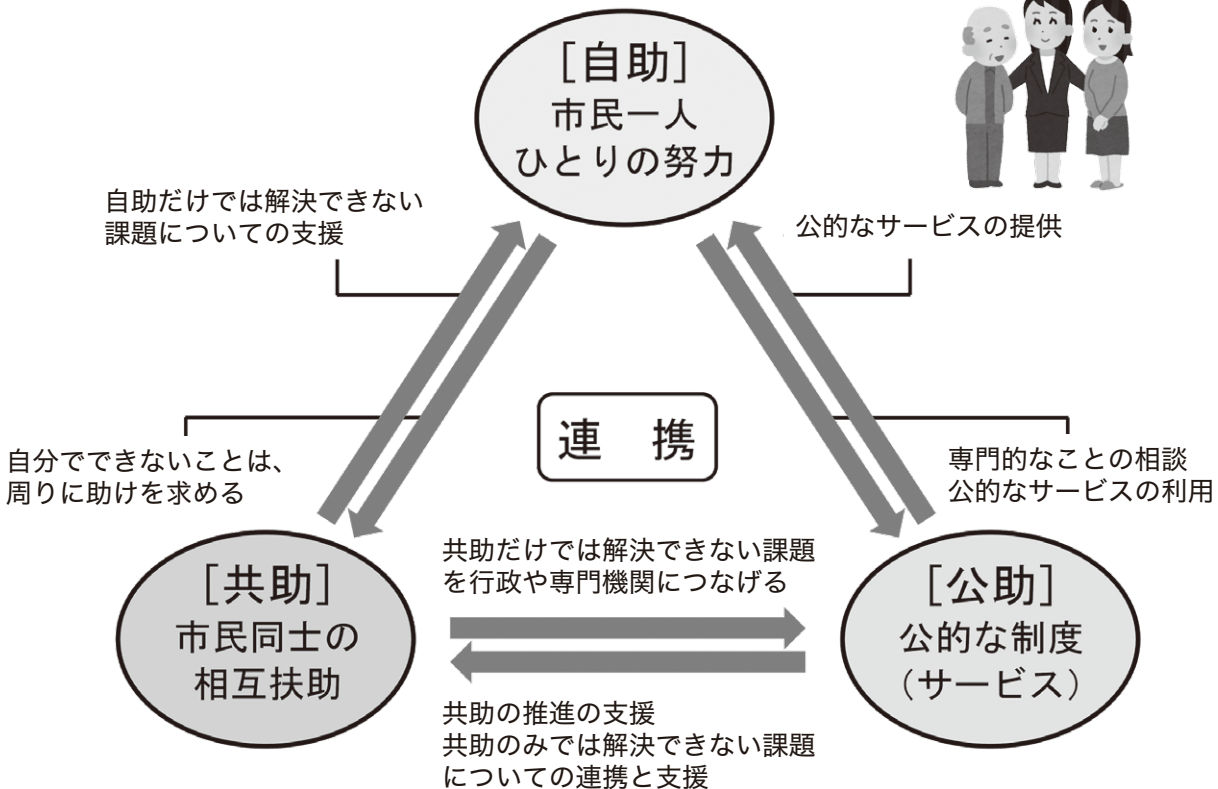 ［自助］
市民一人
ひとりの努力
自助だけでは解決できない
課題についての支援
公的なサービスの提供
連　携
自分でできないことは、
周りに助けを求める
専門的なことの相談
公的なサービスの利用
［共助］
市民同士の
相互扶助
共助だけでは解決できない課題
を行政や専門機関につなげる
［公助］
公的な制度
（サービス）
共助の推進の支援
共助のみでは解決できない課題
についての連携と支援